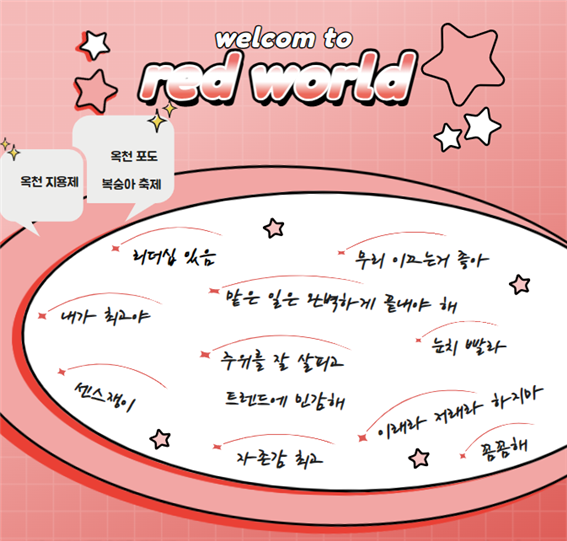 welcom to
red world
옥천 포도
복숭아 축제
옥천 지용제
리더십 있음
무리 이끄는거 좋아
맡은 일은 완벽하게 끝내야 해
내가 최고야
눈치 빨라
주위를 잘 살피고
트렌드에 민감해
센스쟁이
이래라 저래라 하지마
자존감 최고
꼼꼼해